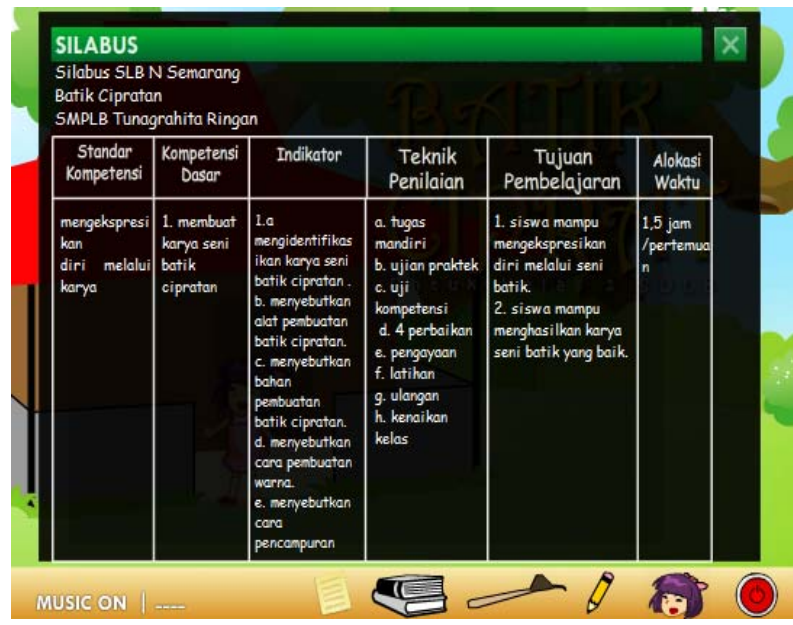 SILABUS
Silabus SLB N Semarang
Batik Cipratan
SMPLB Tunagrahita Ringan
Standar
Kompetensi
Kompetensi
Dasar
Indikator
Teknik
Penilaian
Tujuan
Pembelajaran
Alokasi
Waktu
mengekspresi
kan
diri melalui
karya
1. membuat
karya seni
batik
cipratan
1.a
mengidentifikas
ikan karya seni
batik cipratan .
b. menyebutkan
alat pembuatan
batik cipratan.
c. menyebutkan
bahan
pembuatan
batik cipratan.
d. menyebutkan
cara pembuatan
warna.
e. menyebutkan
cara
pencampuran
a. tugas
mandiri
b. ujian praktek
c. uji
kompetensi
d. 4 perbaikan
e. pengayaan
f. latihan
g. ulangan
h. kenaikan
kelas
1. siswa mampu
mengekspresikan
diri melalui seni
batik.
2. siswa mampu
menghasilkan karya
seni batik yang baik.
1,5 jam
/pertemua
n
BATIK
MUSIC ON | ----